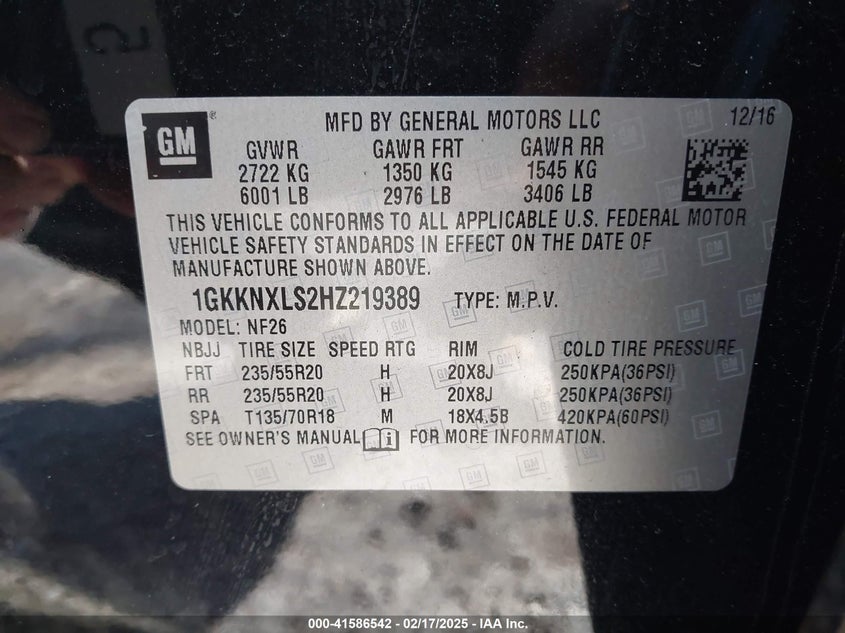 5
GM
®
MFD BY GENERAL MOTORS LLC
12/16
GVWR GAWR FRT GAWR RR
2722 KG 1350 KG 1545 KG
6001 LB 2976 LB 3406 LB
THIS VEHICLE CONFORMS TO ALL APPLICABLE U.S. FEDERAL MOTOR
VEHICLE SAFETY STANDARDS IN EFFECT ON THE DATE OF
MANUFACTURE SHOWN ABOVE.
1GKKNXLS2HZ219389 TYPE: M.P.V.
MODEL: NF26
NBJJ TIRE SIZE SPEED RTG RIM COLD TIRE PRESSURE
FRT 235/55R20 H 20X8J 250KPA(36PSI)
RR 235/55R20 H 20X8J 250KPA(36PSI)
SPA T135/70R18 M 18X4.5B 420KPA(60PSI)
SEE OWNER'S MANUAL i FOR MORE INFORMATION.
000-41586542 - 02/17/2025 - IAA Inc.